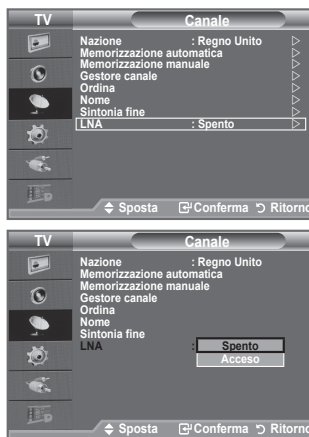 TV Canale
Nazione : Regno Unito
Memorizzazione automatica
Memorizzazione manuale
Gestore canale
Ordina
Nome
Sintonia fine
LNA : Spento
Sposta Conferma Ritorno
TV Canale
Nazione : Regno Unito
Memorizzazione automatica
Memorizzazione manuale
Gestore canale
Ordina
Nome
Sintonia fine
LNA : Spento
Acceso
Sposta Conferma Ritorno